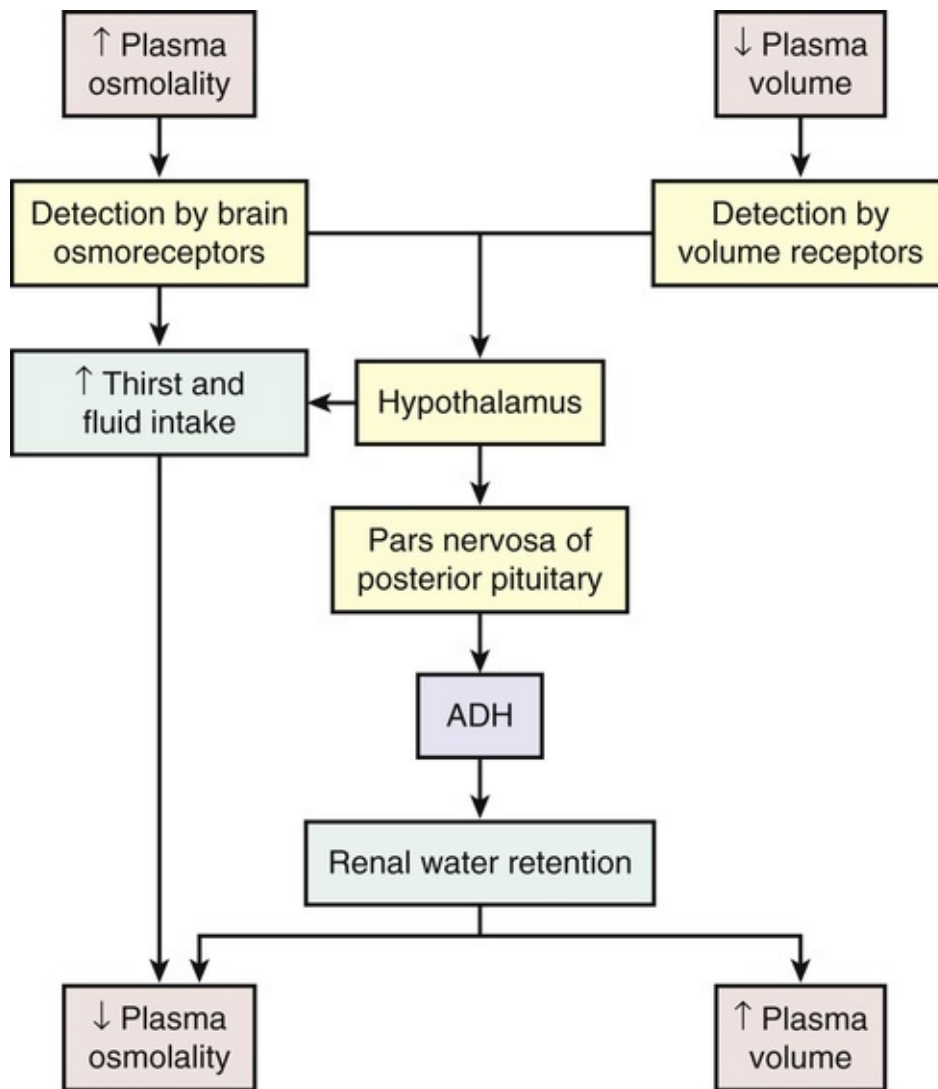 ↑ Plasma
osmolality
↓ Plasma
volume
Detection by brain
osmoreceptors
Detection by
volume receptors
↑ Thirst and
fluid intake
Hypothalamus
Pars nervosa of
posterior pituitary
ADH
Renal water retention
↓ Plasma
osmolality
↑ Plasma
volume